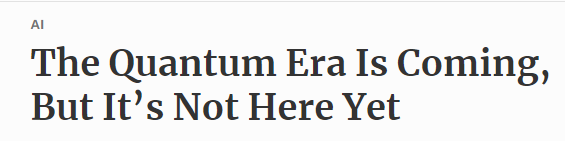 AI
The Quantum Era Is Coming,
But It’s Not Here Yet